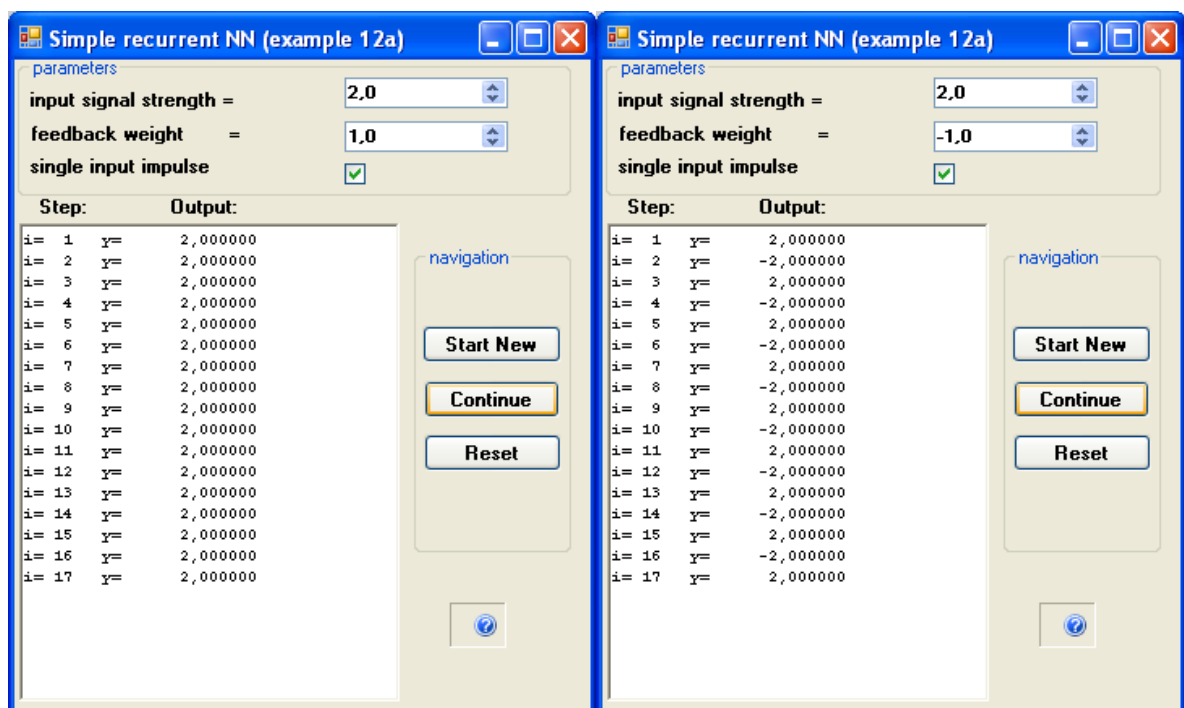 Simple recurrent NN (example 12a)
parameters
input signal strength = 2,0
feedback weight = 1,0
single input impulse
Step: Output:
i= 1 y= 2,000000
i= 2 y= 2,000000
i= 3 y= 2,000000
i= 4 y= 2,000000
i= 5 y= 2,000000
i= 6 y= 2,000000
i= 7 y= 2,000000
i= 8 y= 2,000000
i= 9 y= 2,000000
i= 10 y= 2,000000
i= 11 y= 2,000000
i= 12 y= 2,000000
i= 13 y= 2,000000
i= 14 y= 2,000000
i= 15 y= 2,000000
i= 16 y= 2,000000
i= 17 y= 2,000000
navigation
Start New
Continue
Reset
Simple recurrent NN (example 12a)
parameters
input signal strength = 2,0
feedback weight = -1,0
single input impulse
Step: Output:
i= 1 y= 2,000000
i= 2 y= -2,000000
i= 3 y= 2,000000
i= 4 y= -2,000000
i= 5 y= 2,000000
i= 6 y= -2,000000
i= 7 y= 2,000000
i= 8 y= -2,000000
i= 9 y= 2,000000
i= 10 y= -2,000000
i= 11 y= 2,000000
i= 12 y= -2,000000
i= 13 y= 2,000000
i= 14 y= -2,000000
i= 15 y= 2,000000
i= 16 y= -2,000000
i= 17 y= 2,000000
navigation
Start New
Continue
Reset